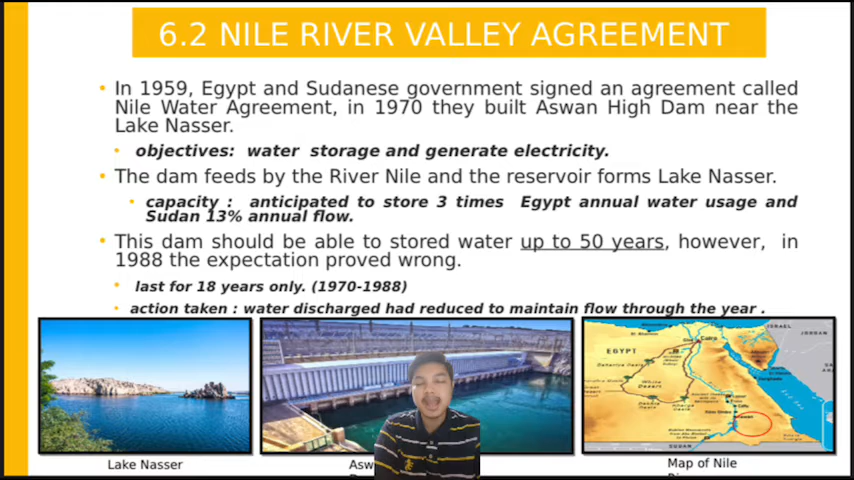 6.2 NILE RIVER VALLEY AGREEMENT
In 1959, Egypt and Sudanese government signed an agreement called
Nile Water Agreement, in 1970 they built Aswan High Dam near the
Lake Nasser.
objectives: water storage and generate electricity.
The dam feeds by the River Nile and the reservoir forms Lake Nasser.
capacity : anticipated to store 3 times Egypt annual water usage and
Sudan 13% annual flow.
This dam should be able to stored water up to 50 years, however, in
1988 the expectation proved wrong.
last for 18 years only. (1970-1988)
action taken : water discharged had reduced to maintain flow through the year .
ISRAEL
JORDAN
Cairo
EGYPT
SUDAN
Lake Nasser
Map of Nile